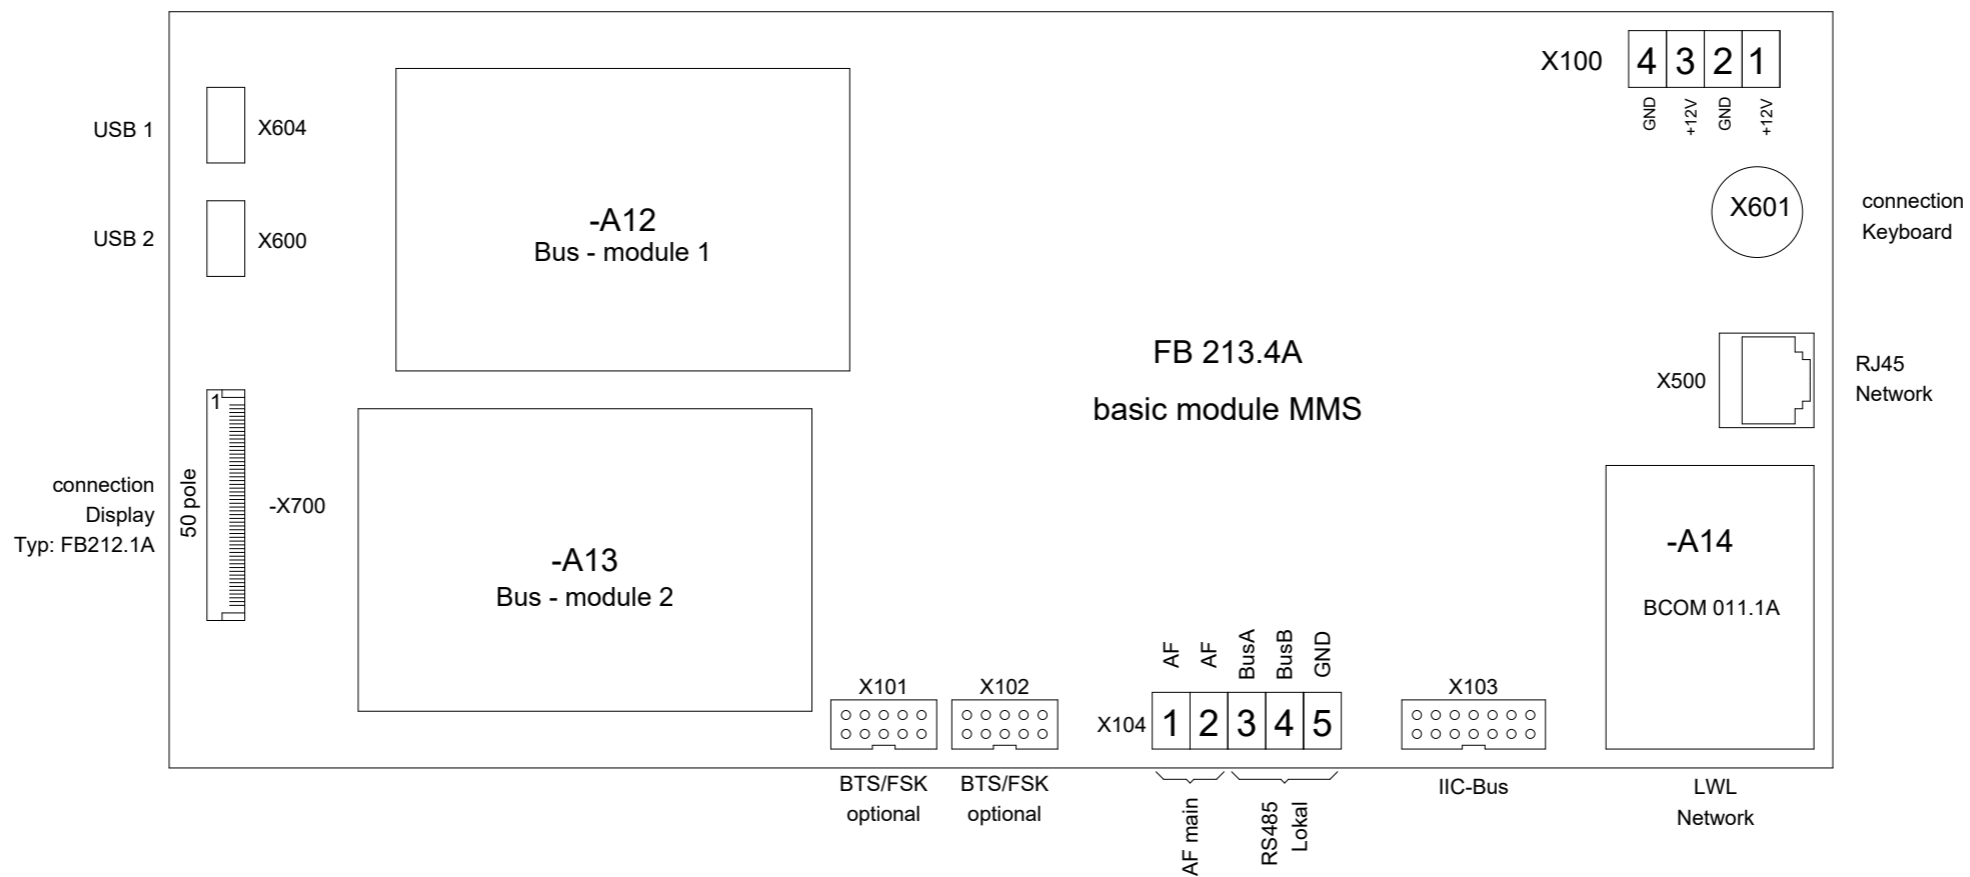 X100
4 3 2 1
GND +12V GND +12V
USB 1
X604
USB 2
X600
-A12
Bus - module 1
X601
connection
Keyboard
FB 213.4A
basic module MMS
X500
RJ45
Network
1
50 pole
connection
Display
Typ: FB212.1A
-X700
-A13
Bus - module 2
-A14
BCOM 011.1A
X101
X102
AF AF BusA BusB GND
X104
1 2 3 4 5
X103
BTS/FSK
optional
BTS/FSK
optional
AF main
RS485
Lokal
IIC-Bus
LWL
Network